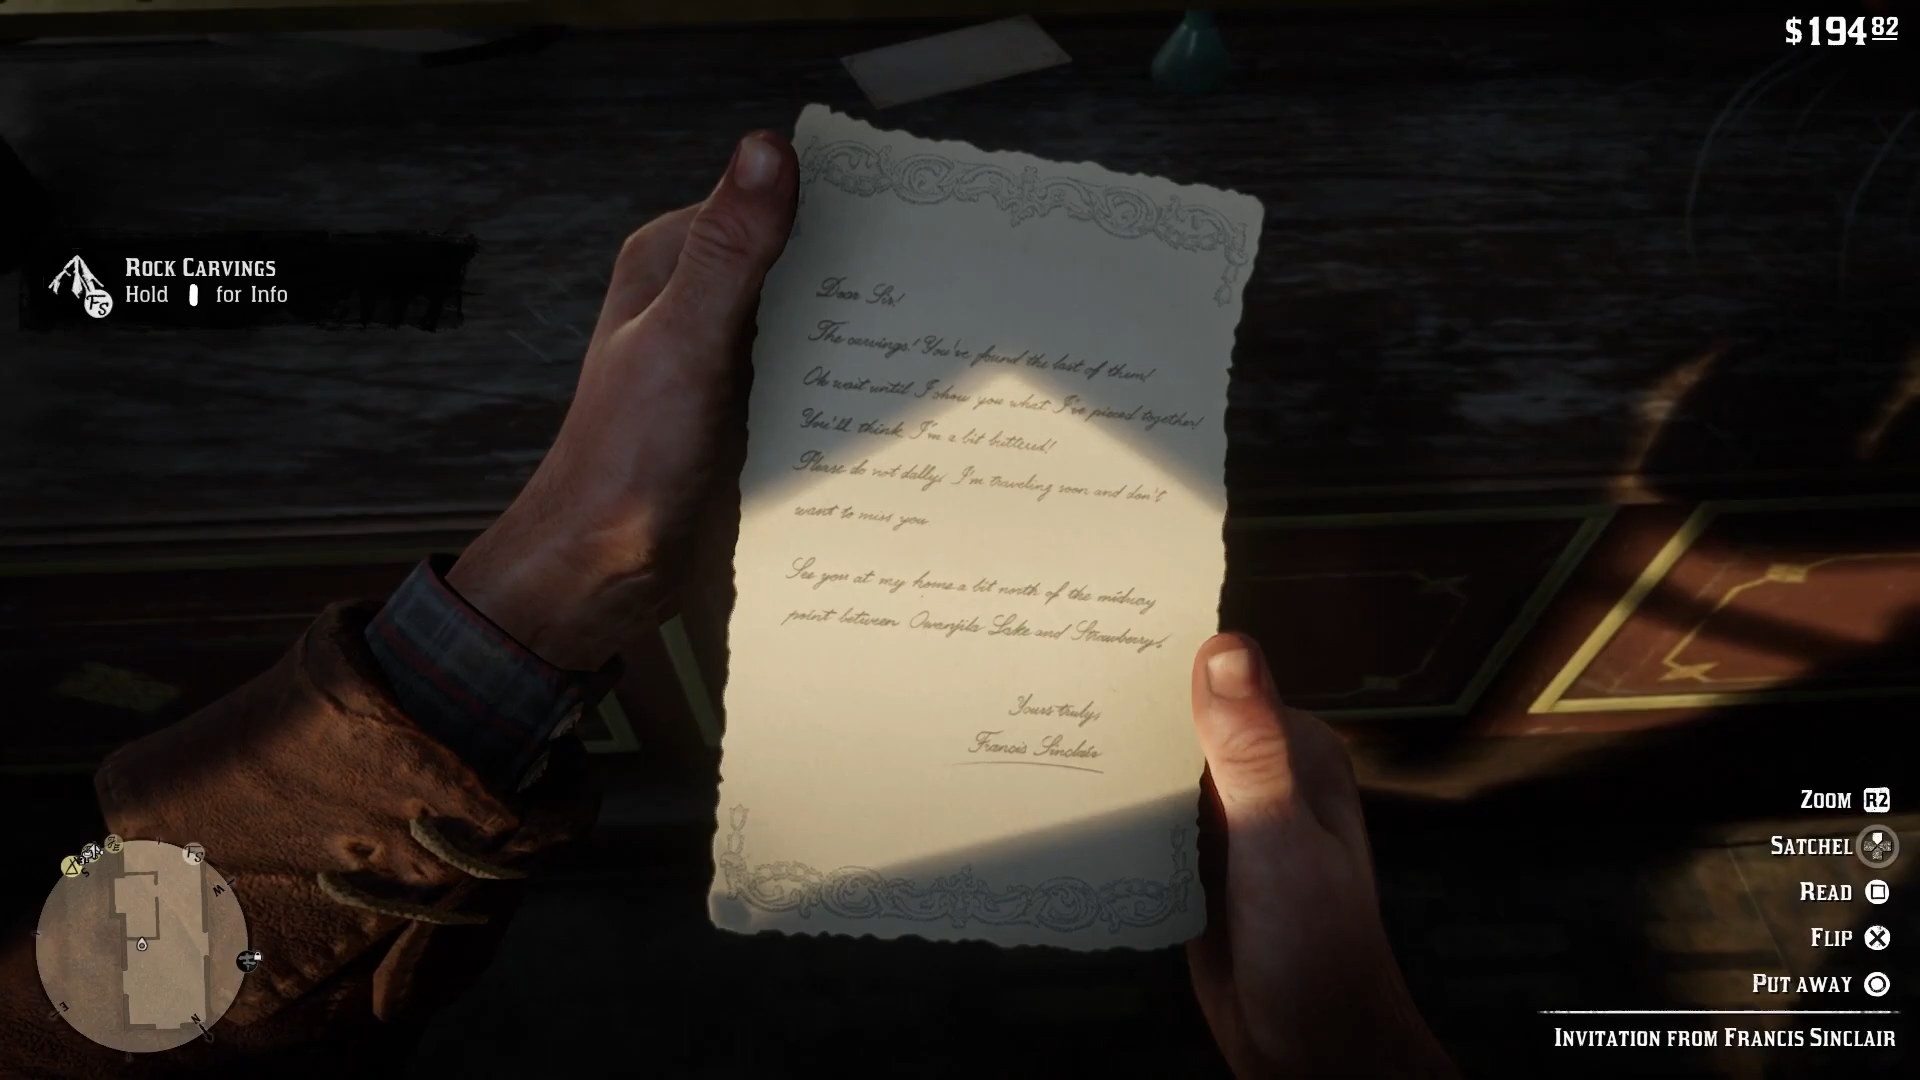 $194 82
ROCK CARVINGS
Hold for Info
FS
Dear Sir!
The carvings! You've found the last of them!
Oh wait until I show you what I've pieced together!
You'll think I'm a bit buttered!
Please do not dally, I'm traveling soon and don't
want to miss you
See you at my home a bit north of the midway
point between Owanjila Lake and Strawberry,
Yours truly,
Francis Sinclair
FS
S
W
E
N
ZOOM R2
SATCHEL
READ
FLIP
PUT AWAY
INVITATION FROM FRANCIS SINCLAIR